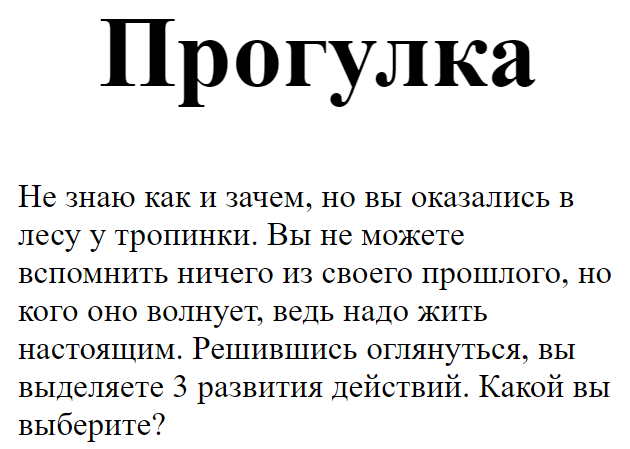 Прогулка
Не знаю как и зачем, но вы оказались в
лесу у тропинки. Вы не можете
вспомнить ничего из своего прошлого, но
кого оно волнует, ведь надо жить
настоящим. Решившись оглянуться, вы
выделяете 3 развития действий. Какой вы
выберите?